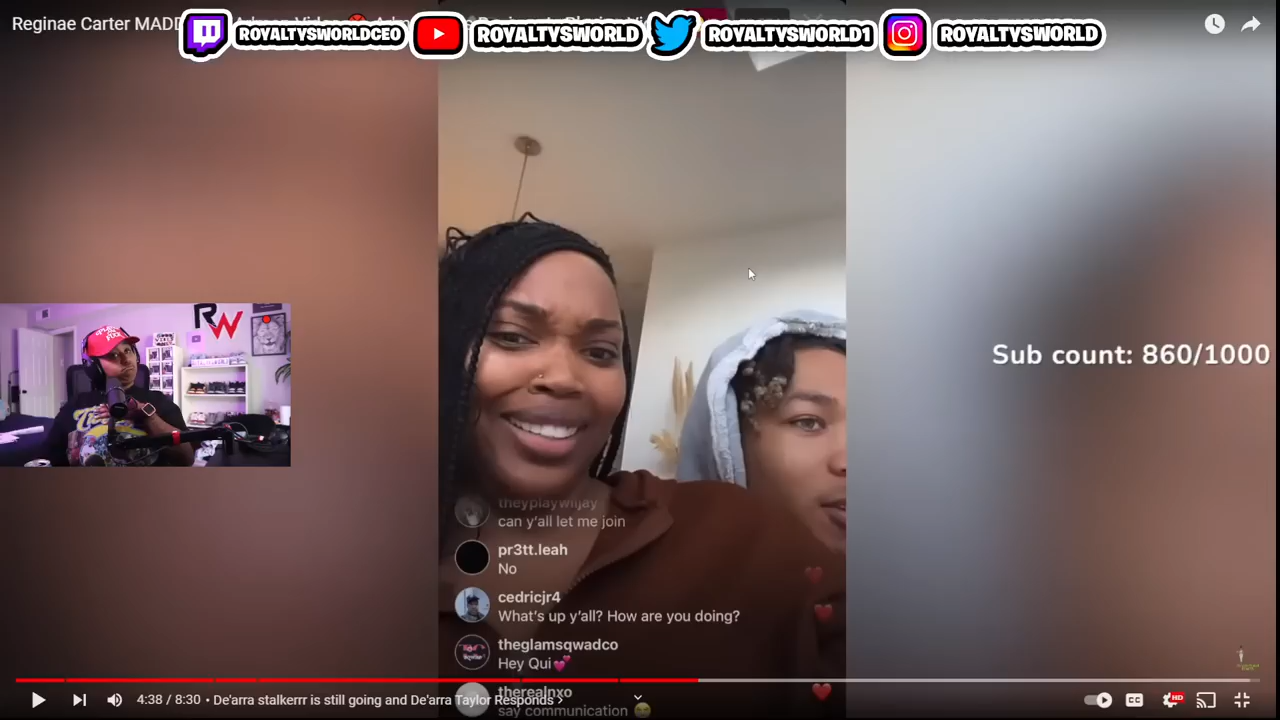 Reginae Carter MADD
ROYALTYSWORLDCEO
ROYALTYSWORLD
ROYALTYSWORLD1
ROYALTYSWORLD
RW
Sub count: 860/1000
theyplaywitjay
can y'all let me join
pr3tt.leah
No
cedricjr4
What's up y'all? How are you doing?
theglamsqwadco
Hey Qui💕
therealnxo
say communication 😂
4:38 / 8:30 • De'arra stalkerrr is still going and De'arra Taylor Responds >
CC
HD